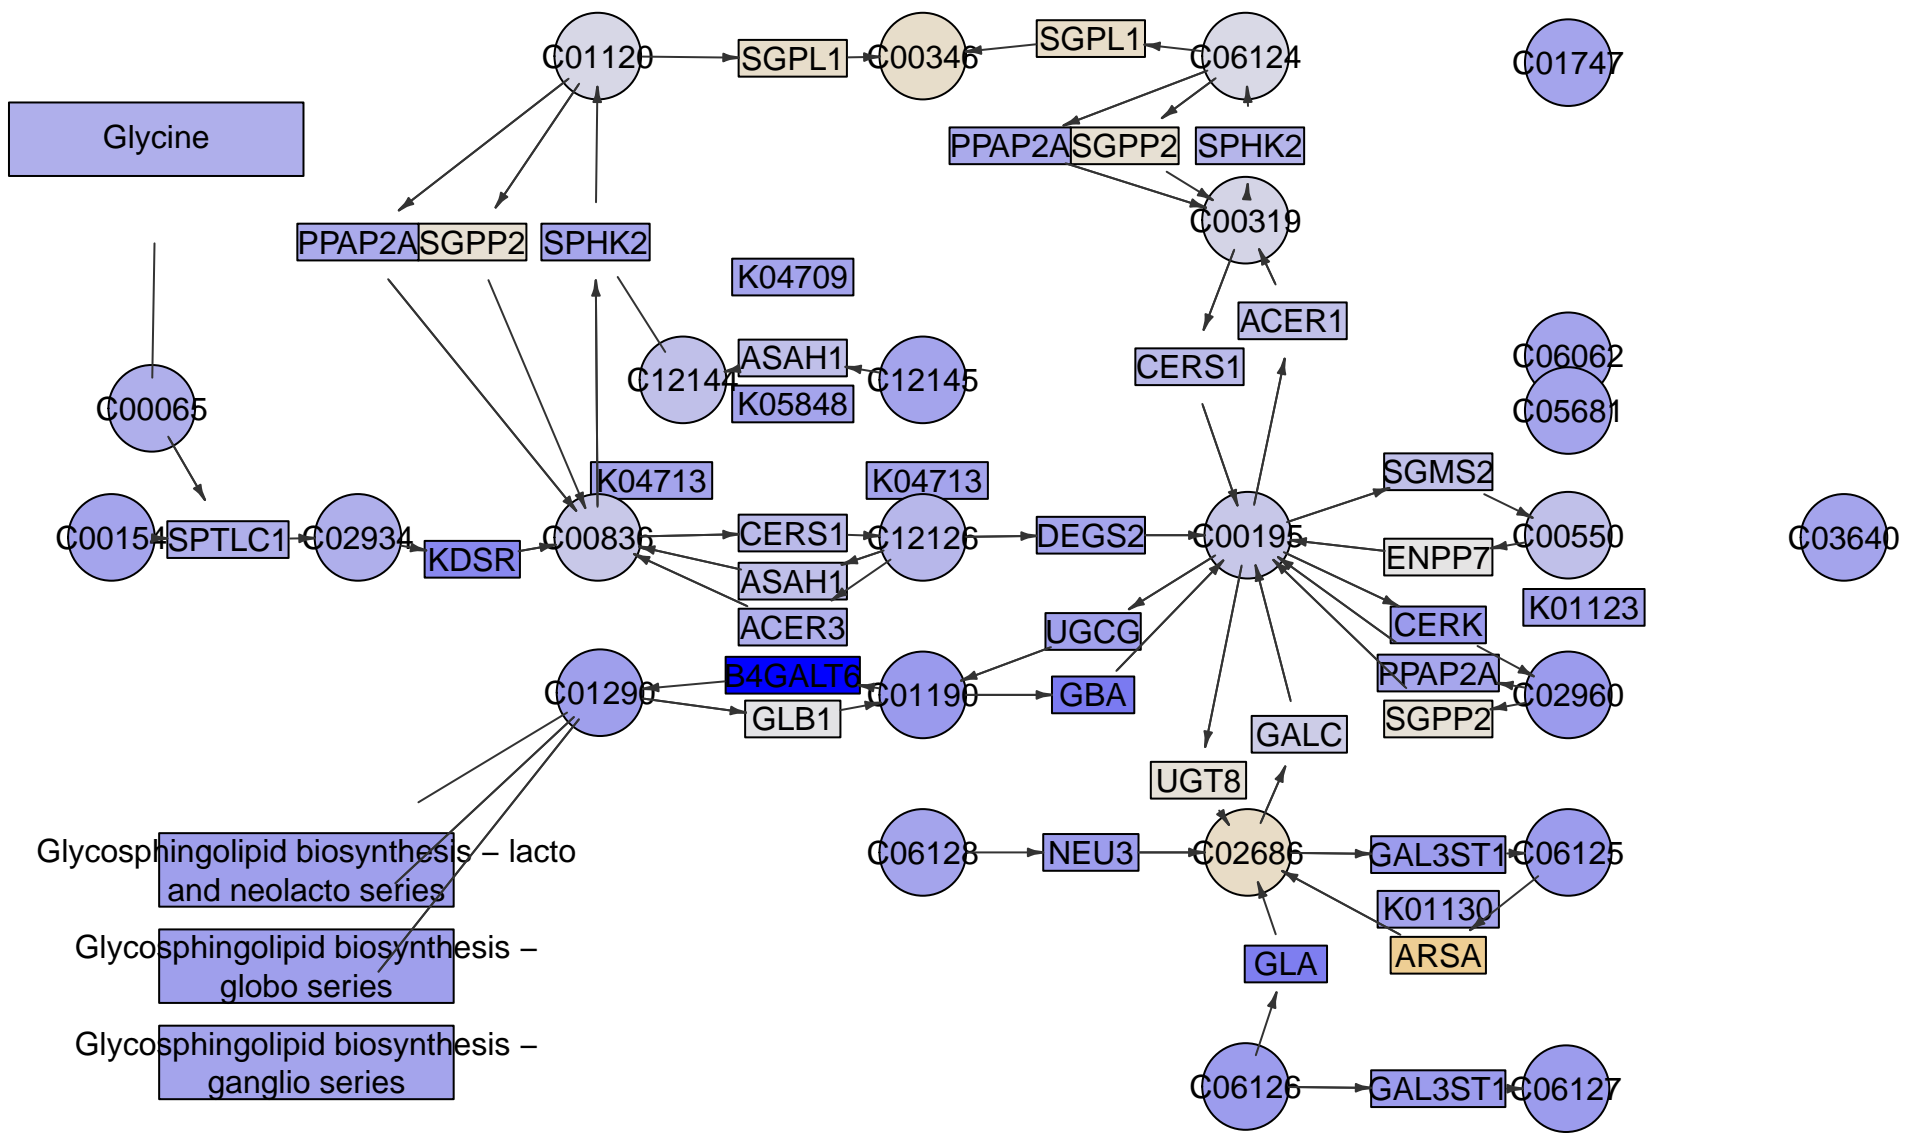 C01120
SGPL1
C00346
SGPL1
C06124
C01747
Glycine
PPAP2A
SGPP2
SPHK2
C00319
PPAP2A
SGPP2
SPHK2
K04709
ACER1
C06062
CERS1
ASAH1
C12144
C12145
K05848
C00065
C05681
K04713
K04713
SGMS2
C00154
SPTLC1
C02934
KDSR
C00836
CERS1
C12126
DEGS2
C00195
C00550
ENPP7
C03640
ASAH1
ACER3
UGCG
CERK
K01123
B4GALT6
PPAP2A
C01290
C01190
GBA
C02960
GLB1
SGPP2
GALC
UGT8
Glycosphingolipid biosynthesis – lacto
and neolacto series
C06128
NEU3
C02686
GAL3ST1
C06125
K01130
Glycosphingolipid biosynthesis –
globo series
GLA
ARSA
Glycosphingolipid biosynthesis –
ganglio series
C06126
GAL3ST1
C06127